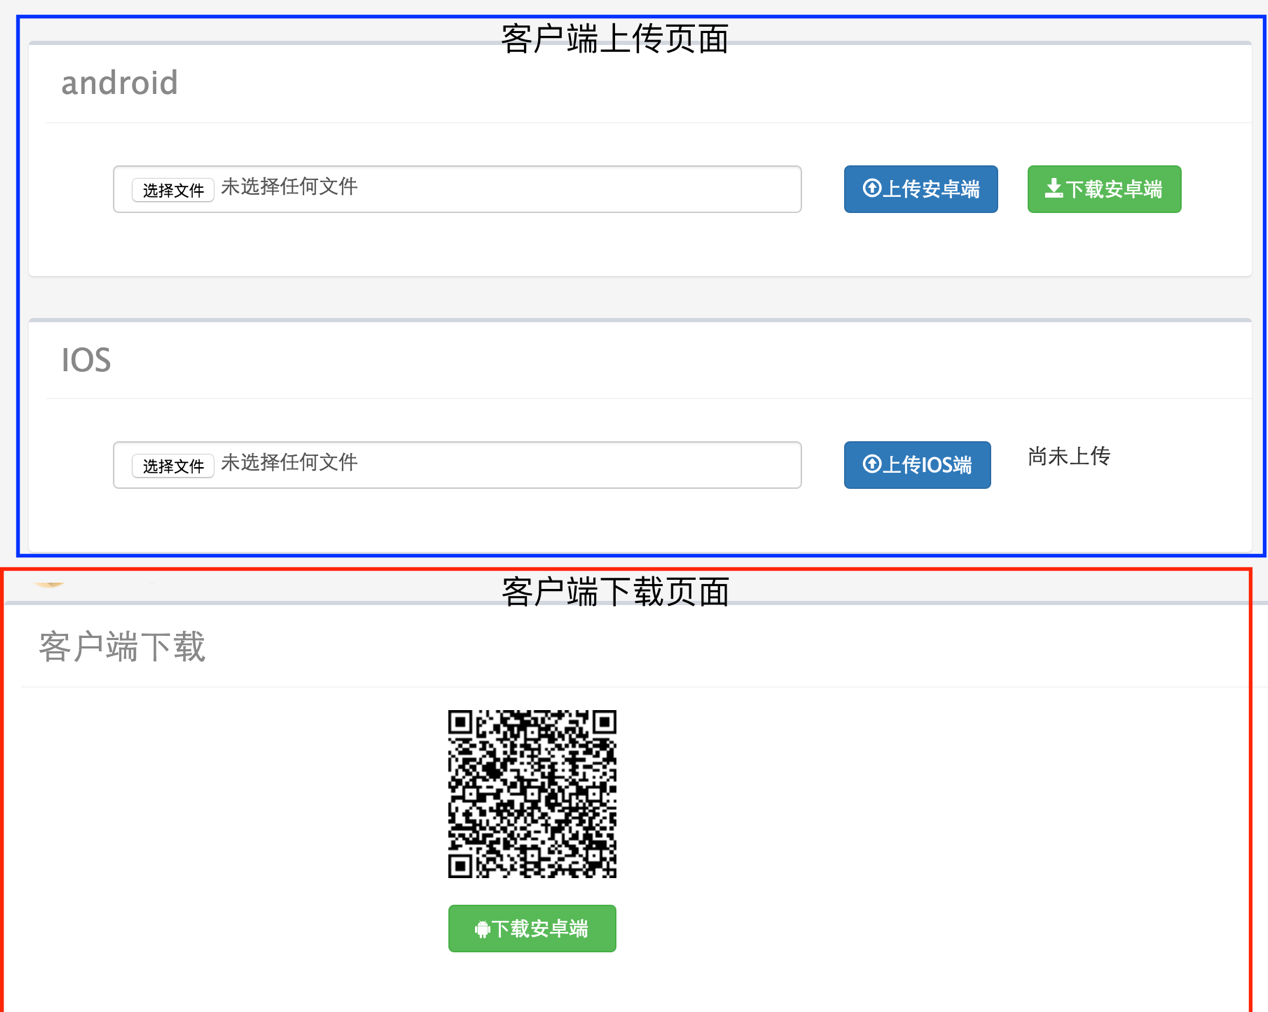 客户端上传页面
android
选择文件 未选择任何文件 上传安卓端 下载安卓端
IOS
选择文件 未选择任何文件 上传IOS端 尚未上传
客户端下载页面
客户端下载
下载安卓端